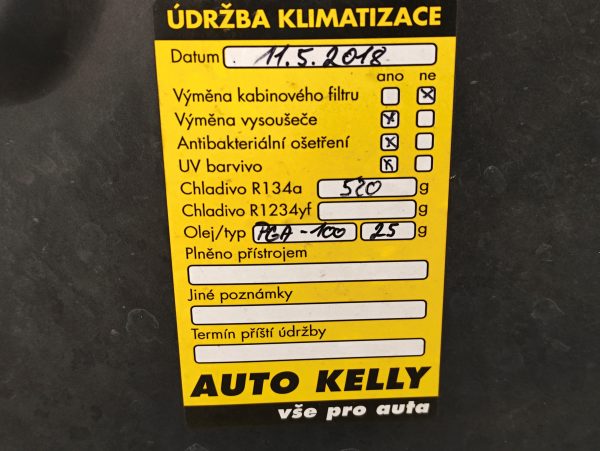 ÚDRŽBA KLIMATIZACE
Datum 11.5.2018
ano ne
Výměna kabinového filtru
Výměna vysoušeče
Antibakteriální ošetření
UV barvivo
Chladivo R134a 520 g
Chladivo R1234yf g
Olej/typ PGA-100 25 g
Plněno přístrojem
Jiné poznámky
Termín příští údržby
AUTO KELLY
vše pro auta